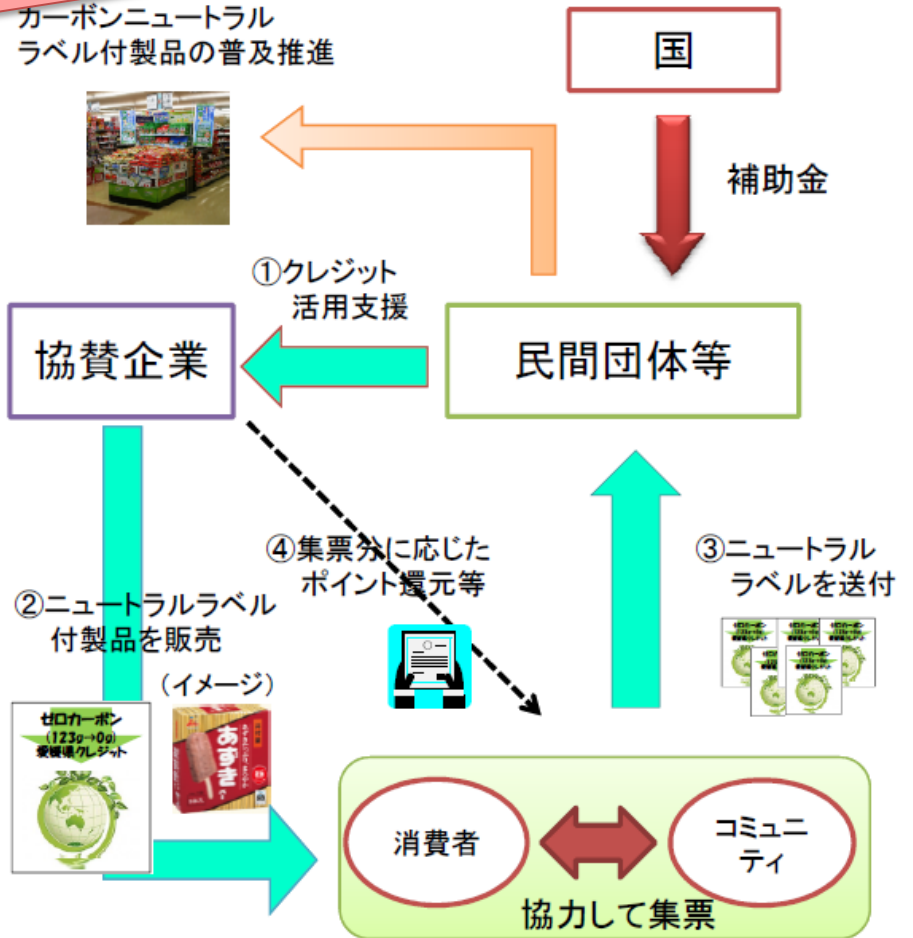 カーボンニュートラル
ラベル付製品の普及推進
国
補助金
①クレジット
活用支援
協賛企業
民間団体等
④集票分に応じた
ポイント還元等
③ニュートラル
ラベルを送付
②ニュートラルラベル
付製品を販売
（イメージ）
ゼロカーボン
(123g→0g)
愛媛県クレジット
あずき
消費者
コミュニ
ティ
協力して集票